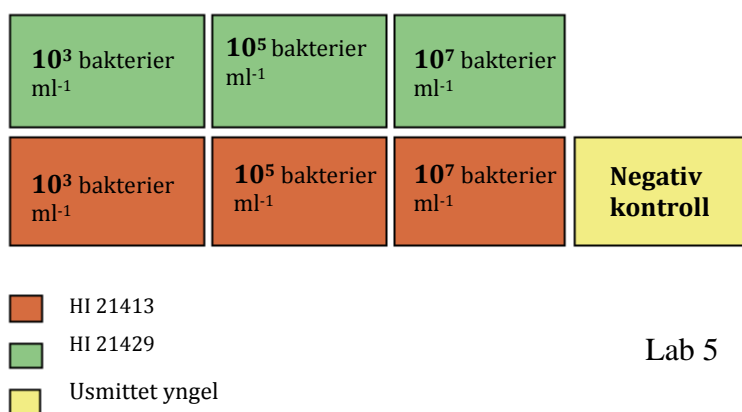 10³ bakterier
ml⁻¹
10⁵ bakterier
ml⁻¹
10⁷ bakterier
ml⁻¹
10³ bakterier
ml⁻¹
10⁵ bakterier
ml⁻¹
10⁷ bakterier
ml⁻¹
Negativ
kontroll
HI 21413
HI 21429
Usmittet yngel
Lab 5